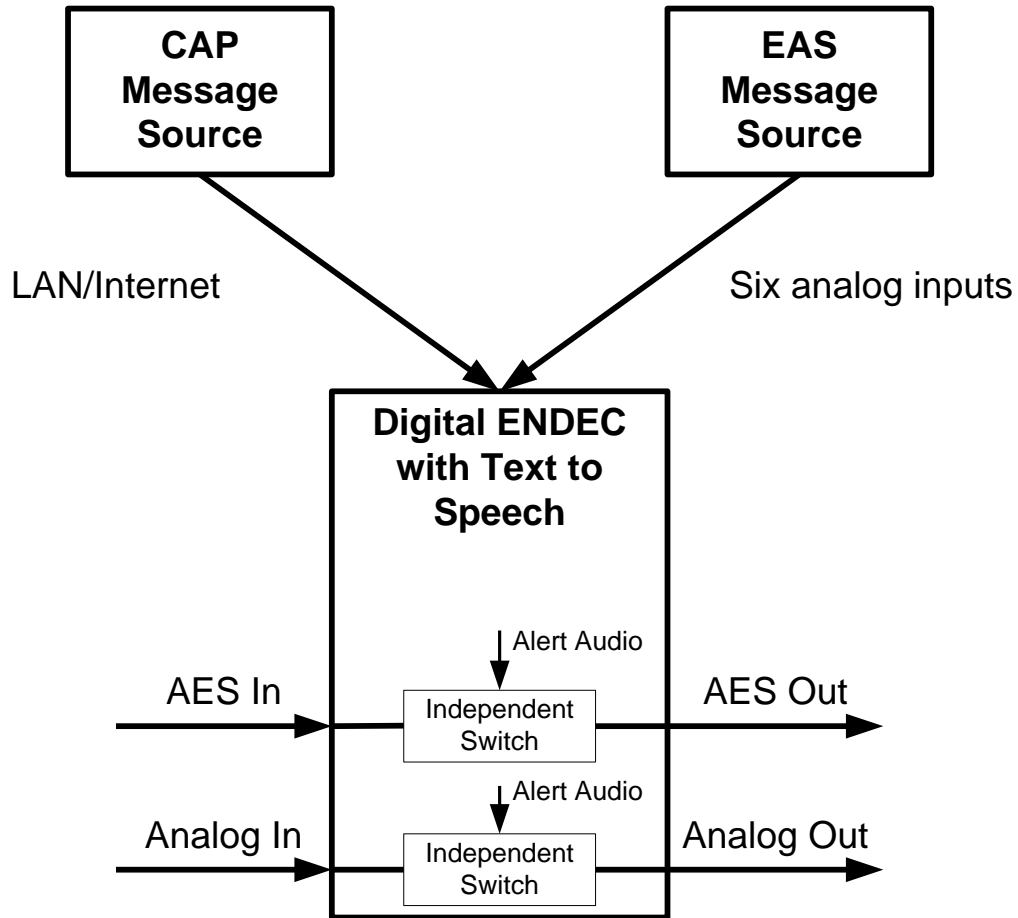 CAP
Message
Source
EAS
Message
Source
LAN/Internet
Six analog inputs
Digital ENDEC
with Text to
Speech
Alert Audio
AES In
Independent
Switch
AES Out
Alert Audio
Analog In
Independent
Switch
Analog Out